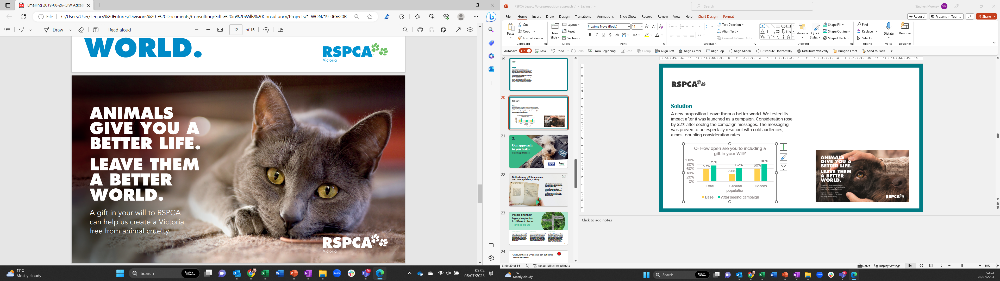 Emailing 2019-08-26-GIW Adcep
File
C:/Users/User/Legacy%20Futures/Divisions%20-%20Documents/Consulting/Gifts%20in%20Wills%20Consultancy/Projects/1-WON/19_06%20R...
Draw
Read aloud
12 of 16
WORLD.
RSPCA
Victoria
ANIMALS
GIVE YOU A
BETTER LIFE.
LEAVE THEM
A BETTER
WORLD.
A gift in your will to RSPCA
can help us create a Victoria
free from animal cruelty.
RSPCA
Victoria
11°C
Mostly cloudy
Search
Legacy
Futures
02:02
06/07/2023
RSPCA Legacy Voice proposition approach v1 • Saving...
Search
Stephen Mooney SM
File Home Insert Draw Design Transitions Animations Slide Show Record Review View Help Chart Design Format
Record Present in Teams Share
Paste
Cut
Copy
Format Painter
Clipboard
New
Slide
Layout
Reset
Section
Slides
Proxima Nova (Body) 14
B I U S ab AV Aa A
Font
Text Direction
Align Text
Convert to SmartArt
Paragraph
Arrange
Quick
Styles
Shape Fill
Shape Outline
Shape Effects
Drawing
Find
Replace
Select
Editing
Dictate
Voice
Designer
Designer
AutoSave On Save Undo Redo From Beginning Crop Group Align Left Align Center Align Top Align Middle Distribute Horizontally Distribute Vertically Bring to Front Send to Back
19
20
RSPCA
Solution
21
3.
Our approach
to you task –
Guiding principles
RSPCA
22
Behind every gift is a person,
and every person, a story
23
People find their
legacy inspiration
in different places
– and so do we
24
Claire, is there a 3rd one we can put here?
3 feels balanced!
RSPCA
Solution
A new proposition Leave them a better world. We tested its
impact after it was launched as a campaign. Consideration rose
by 32% after seeing the campaign messages. The messaging
was proven to be especially resonant with cold audiences,
almost doubling consideration rates.
Q- How open are you to including a
gift in your Will?
100%
80%
60%
40%
20%
0%
57% 75%
34% 62%
60% 80%
Total
General
population
Donors
Base After seeing campaign
ANIMALS
GIVE YOU A
BETTER LIFE.
LEAVE THEM
A BETTER
WORLD.
RSPCA
Click to add notes
Slide 20 of 36
Accessibility: Investigate
Notes
Display Settings
80%
11°C
Mostly cloudy
Search
Legacy
Futures
02:02
06/07/2023